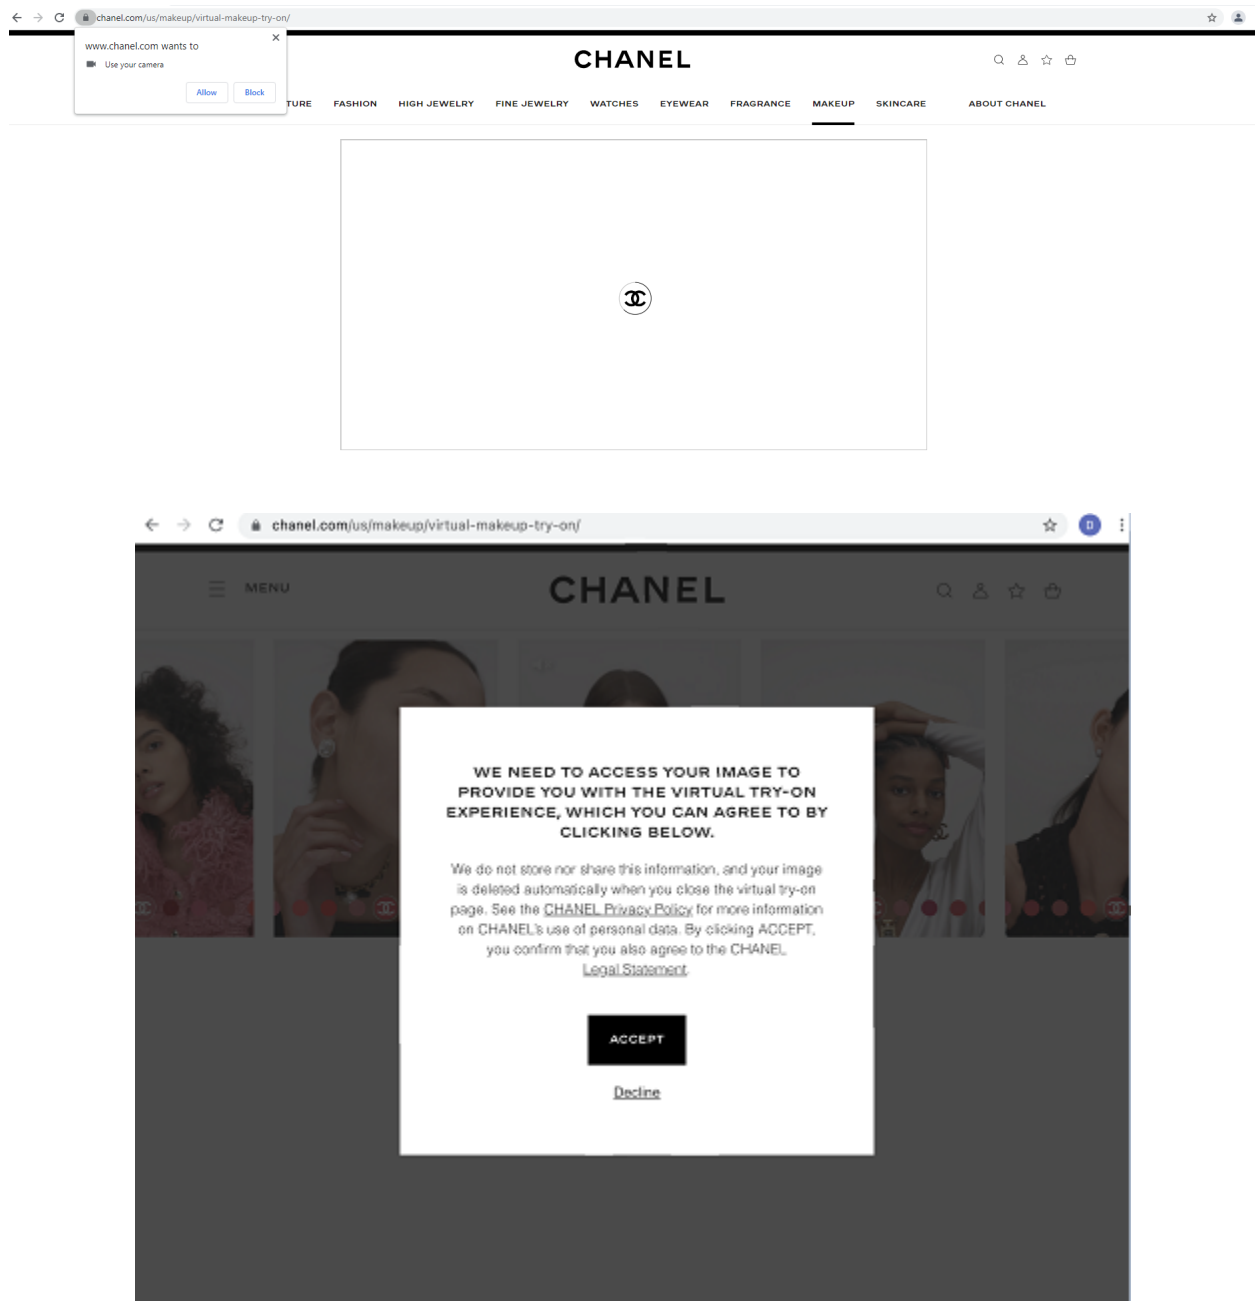 chanel.com/us/makeup/virtual-makeup-try-on/
www.chanel.com wants to
Use your camera
Allow Block
CHANEL
TURE FASHION HIGH JEWELRY FINE JEWELRY WATCHES EYEWEAR FRAGRANCE MAKEUP SKINCARE ABOUT CHANEL
chanel.com/us/makeup/virtual-makeup-try-on/
D
MENU
CHANEL
WE NEED TO ACCESS YOUR IMAGE TO
PROVIDE YOU WITH THE VIRTUAL TRY-ON
EXPERIENCE, WHICH YOU CAN AGREE TO BY
CLICKING BELOW.
We do not store nor share this information, and your image
is deleted automatically when you close the virtual try-on
page. See the CHANEL Privacy Policy for more information
on CHANEL's use of personal data. By clicking ACCEPT,
you confirm that you also agree to the CHANEL
Legal Statement.
ACCEPT
Decline